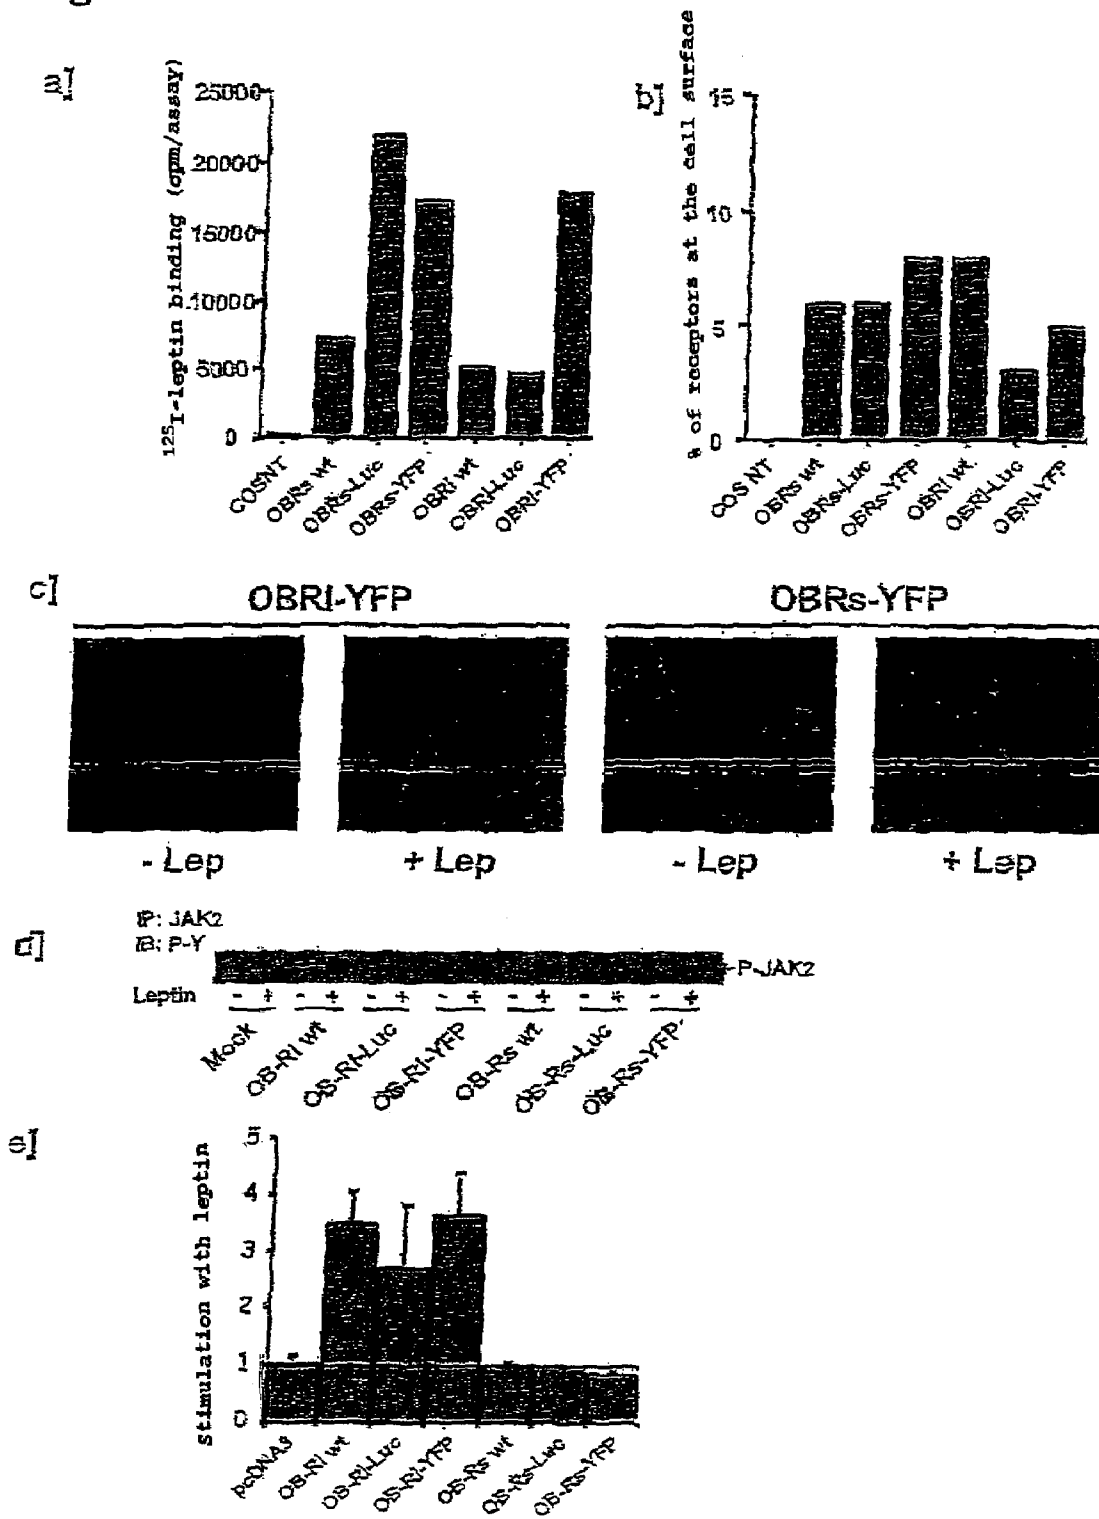 a]
¹²⁵I-leptin binding (cpm/assay)
25000
20000
15000
10000
5000
0
COSNT
OBRs wt
OBRs-Luc
OBRs-YFP
OBRl wt
OBRl-Luc
OBRl-YFP
b]
% of receptors at the cell surface
15
10
5
0
COS NT
OBRs wt
OBRs-Luc
OBRs-YFP
OBRl wt
OBRl-Luc
OBRl-YFP
c]
OBRl-YFP
OBRs-YFP
- Lep
+ Lep
- Lep
+ Lep
d]
IP: JAK2
IB: P-Y
P-JAK2
Leptin - + - + - + - + - + - + - +
Mock
OB-Rl wt
OB-Rl-Luc
OB-Rl-YFP
OB-Rs wt
OB-Rs-Luc
OB-Rs-YFP
e]
Stimulation with leptin
5
4
3
2
1
0
pcDNA3
OB-Rl wt
OB-Rl-Luc
OB-Rl-YFP
OB-Rs wt
OB-Rs-Luc
OB-Rs-YFP